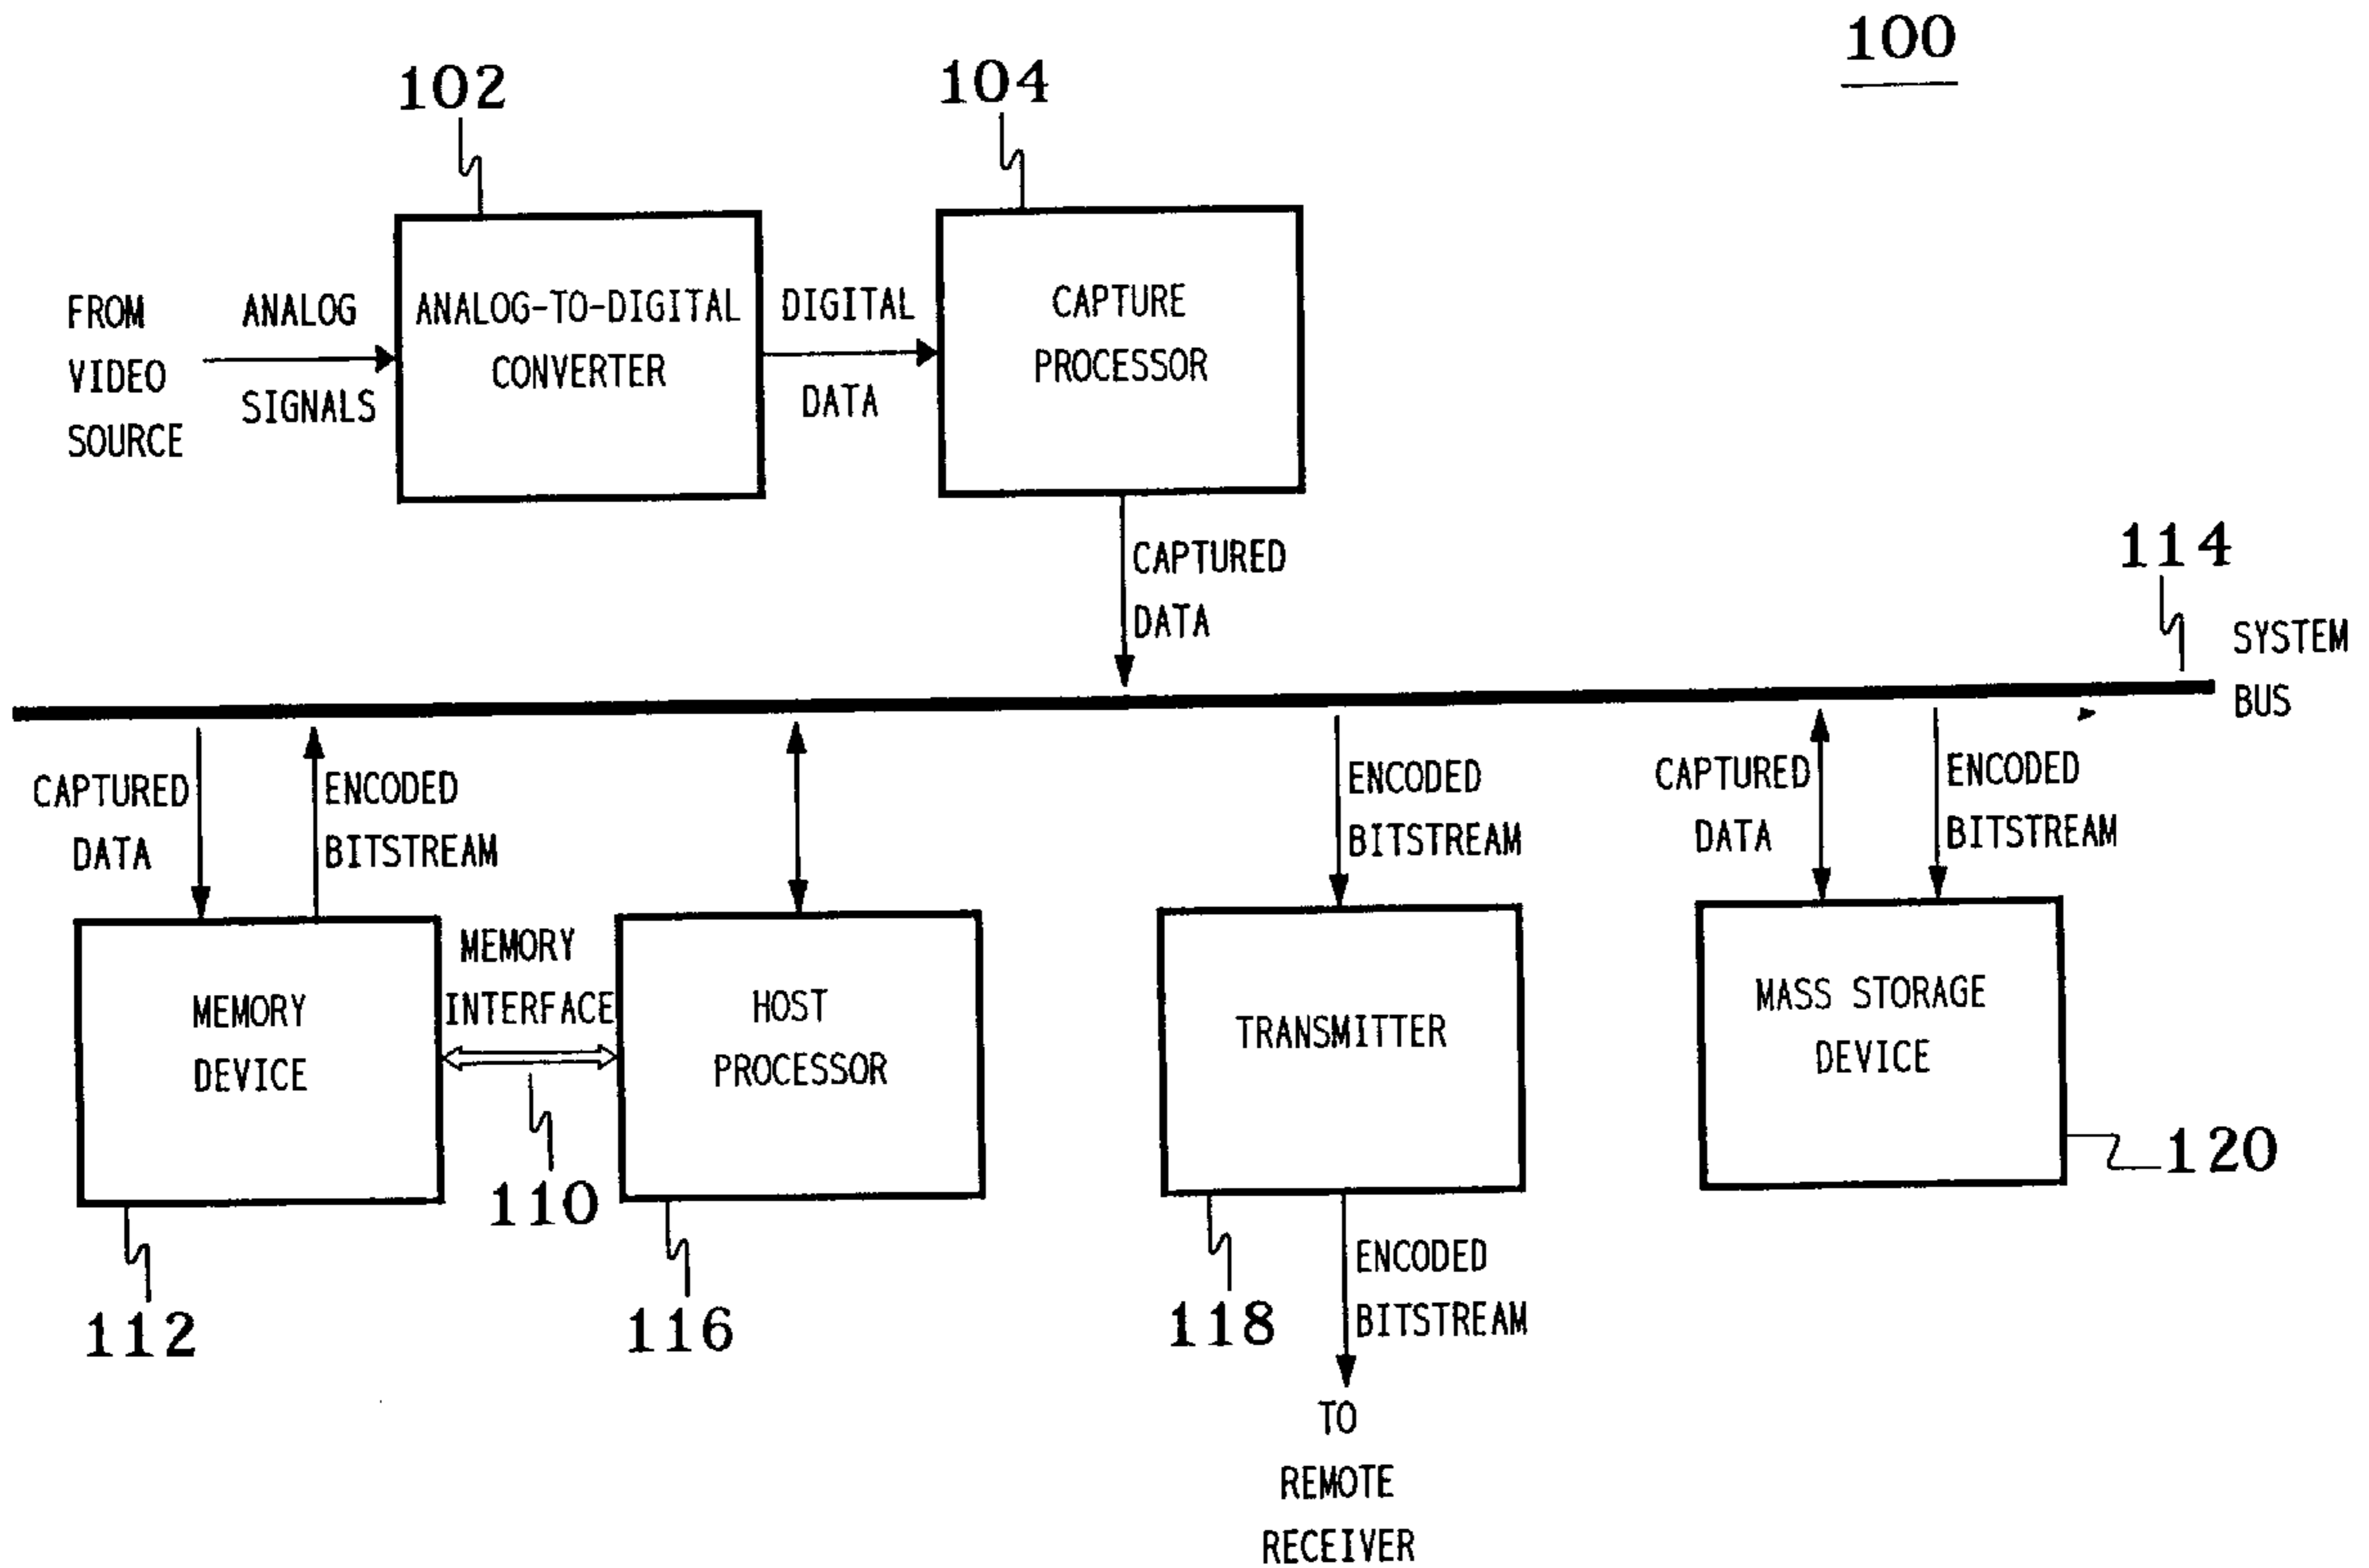 100
102
104
FROM
VIDEO
SOURCE
ANALOG
SIGNALS
ANALOG-TO-DIGITAL
CONVERTER
DIGITAL
DATA
CAPTURE
PROCESSOR
CAPTURED
DATA
114
SYSTEM
BUS
CAPTURED
DATA
ENCODED
BITSTREAM
ENCODED
BITSTREAM
CAPTURED
DATA
ENCODED
BITSTREAM
MEMORY
DEVICE
MEMORY
INTERFACE
HOST
PROCESSOR
TRANSMITTER
MASS STORAGE
DEVICE
110
120
112
116
118
ENCODED
BITSTREAM
TO
REMOTE
RECEIVER